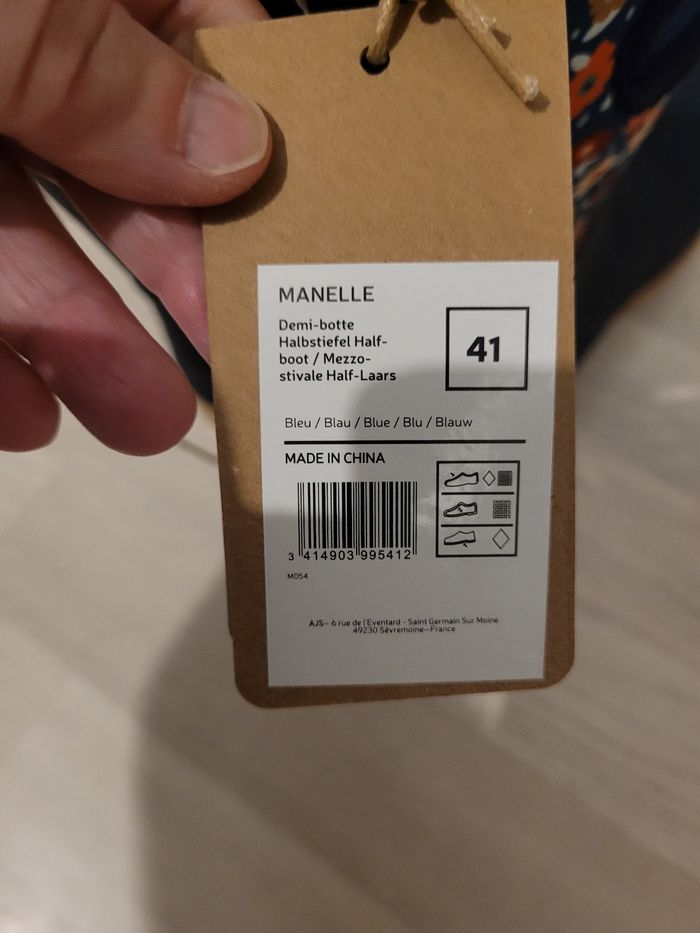 MANELLE
Demi-botte
Halbstiefel Half-
boot / Mezzo-
stivale Half-Laars
41
Bleu / Blau / Blue / Blu / Blauw
MADE IN CHINA
3 414903 995412
M054
AJS- 6 rue de l'Eventard - Saint Germain Sur Moine
49230 Sèvremoine-France